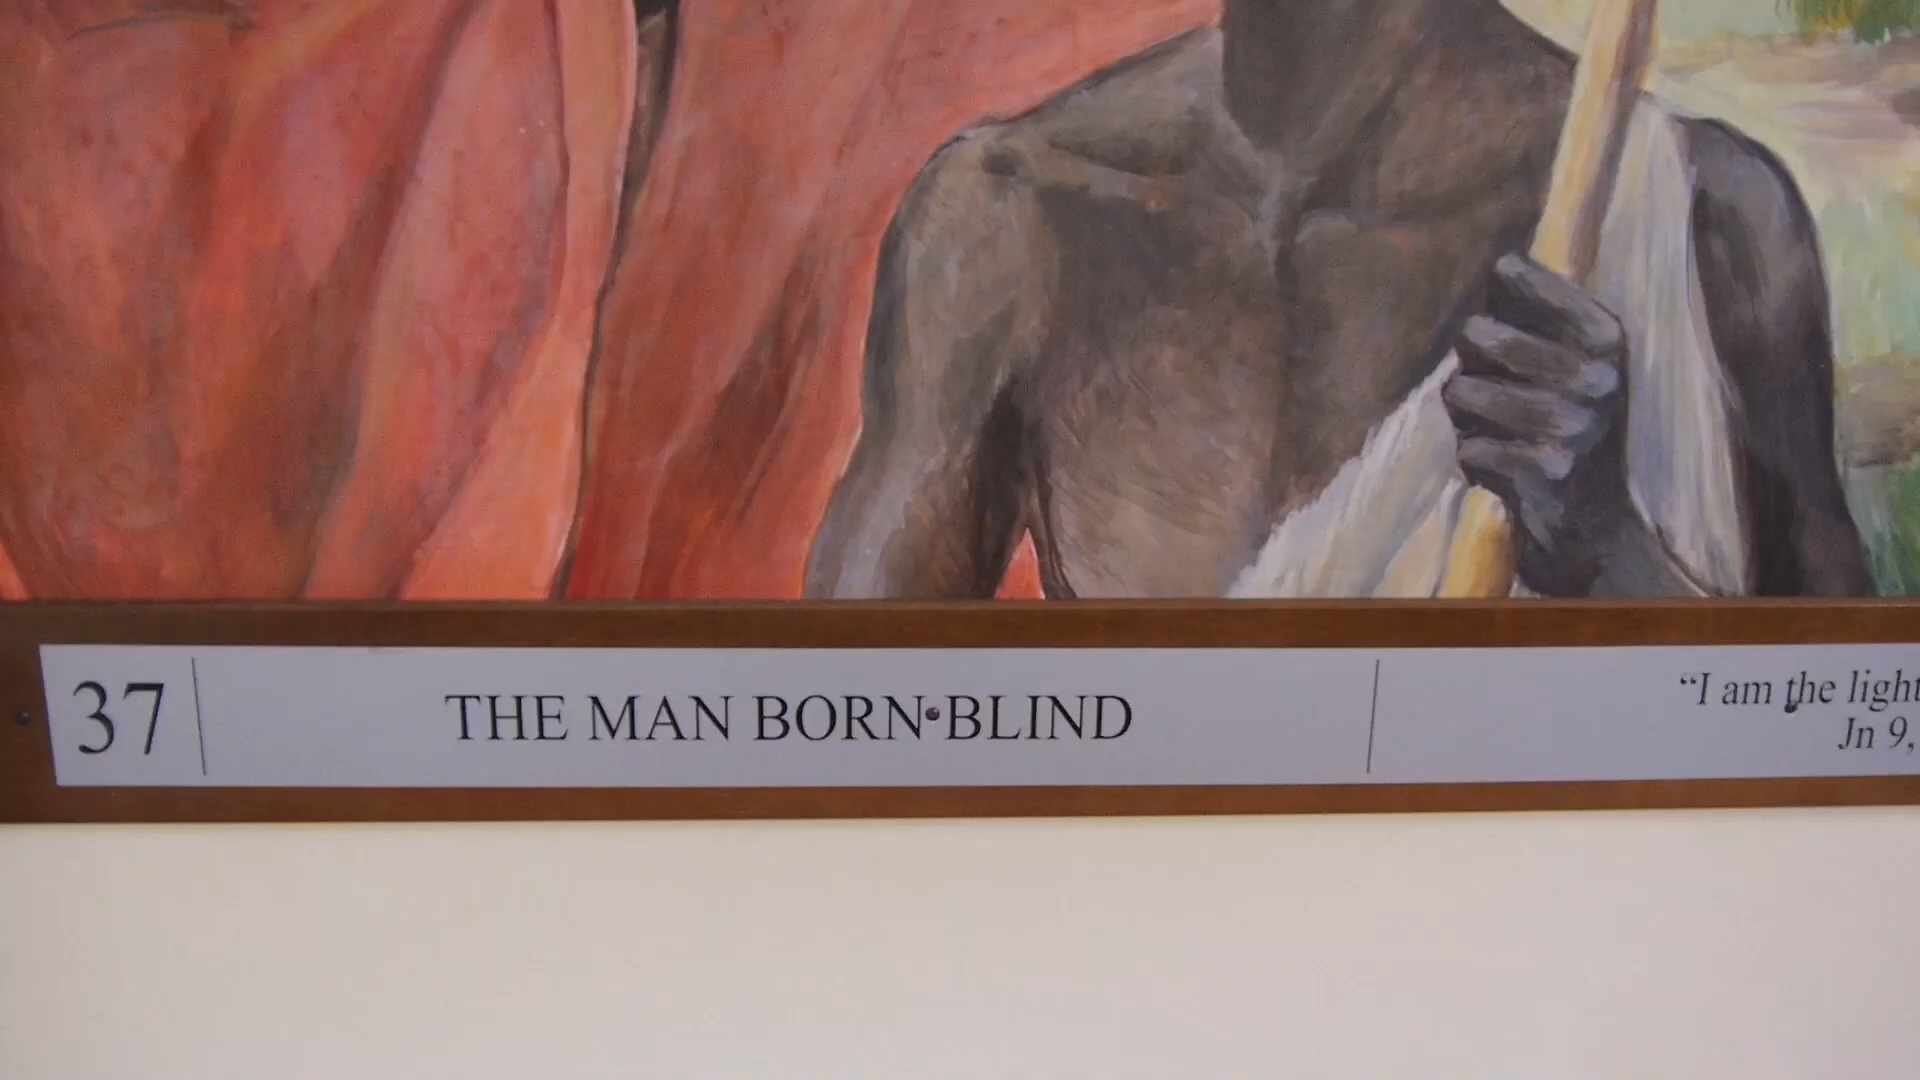 37
THE MAN BORN BLIND
“I am the light
Jn 9,